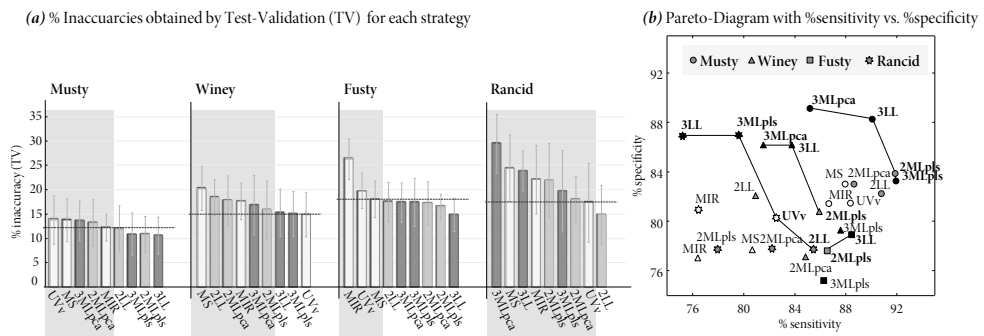 (a) % Inaccuarcies obtained by Test-Validation (TV) for each strategy
Musty
Winey
Fusty
Rancid
% inaccuracy (TV)
35
30
25
20
15
10
5
0
UVv
MS
3MLpca
2MLpca
MIR
2LL
3MLpls
2MLpls
3LL
MIR
MS
2LL
2MLpca
3MLpca
2MLpls
3LL
3MLpls
UVv
MIR
UVv
MS
2LL
3MLpca
3MLpls
2MLpca
2MLpls
3LL
3MLpca
MS
3LL
MIR
2MLpca
3MLpls
2MLpls
UVv
2LL
(b) Pareto-Diagram with %sensitivity vs. %specificity
Musty Winey Fusty Rancid
% specificity
92
88
84
80
76
3MLpca
3LL
3LL
3MLpls
3MLpca
3LL
MS
2MLpca
2MLpls
3MLpls
2LL
2LL
MIR
MIR
UVv
UVv
2MLpls
3MLpls
3LL
2MLpls
MIR
MS
2MLpca
2LL
2MLpls
2MLpca
3MLpls
76 80 84 88 92
% sensitivity